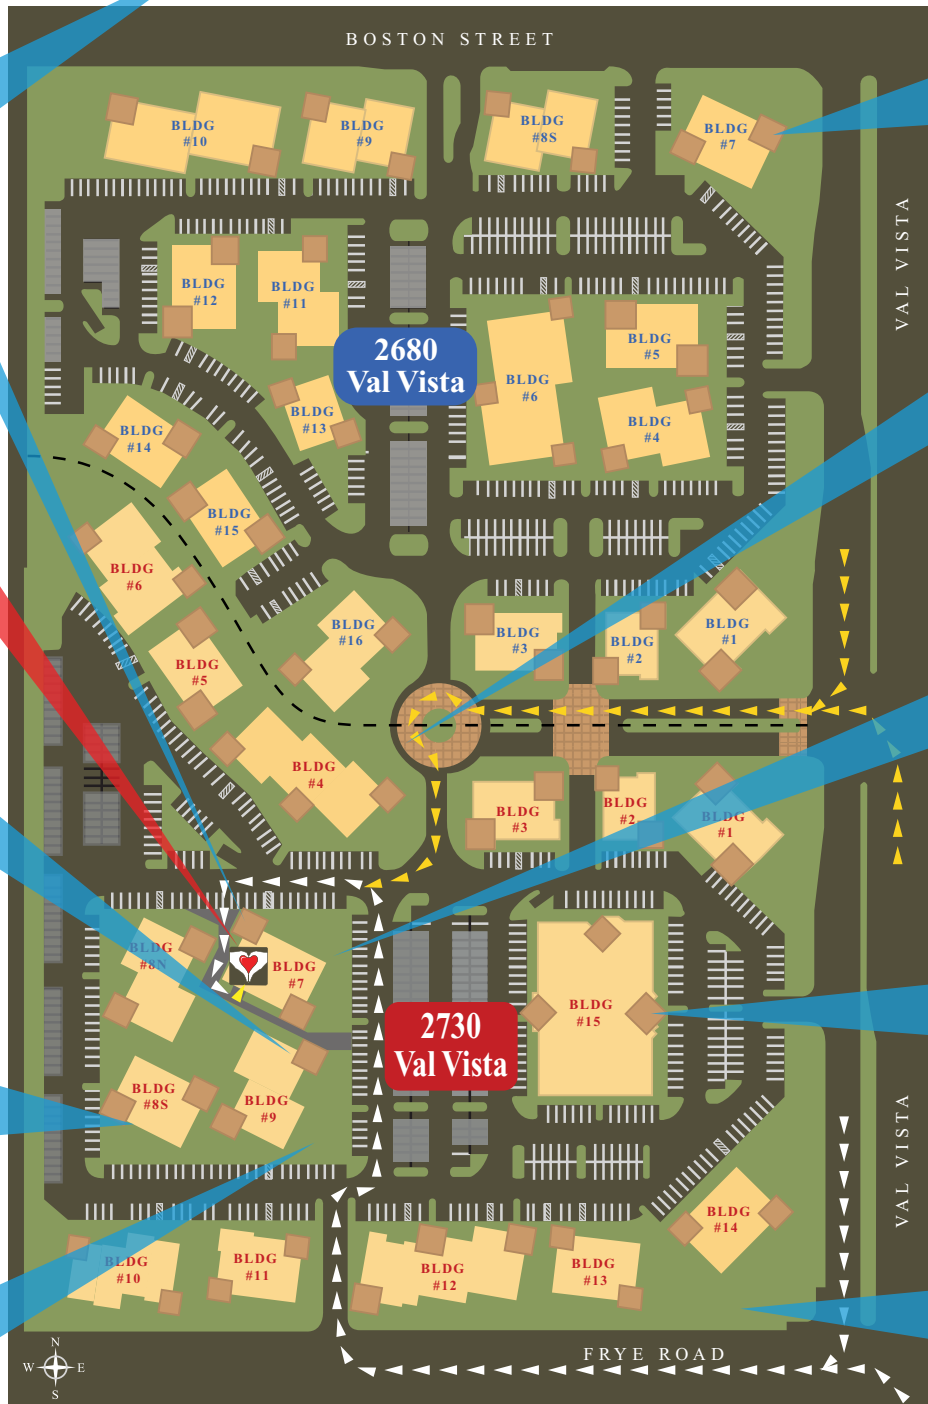 BOSTON STREET
BLDG
#10
BLDG
#9
BLDG
#8S
BLDG
#7
VAL VISTA
BLDG
#12
BLDG
#11
2680
Val Vista
BLDG
#5
BLDG
#6
BLDG
#4
BLDG
#13
BLDG
#14
BLDG
#15
BLDG
#6
BLDG
#16
BLDG
#3
BLDG
#2
BLDG
#1
BLDG
#5
BLDG
#4
BLDG
#3
BLDG
#2
BLDG
#1
BLDG
#8N
BLDG
#7
BLDG
#15
2730
Val Vista
BLDG
#8S
BLDG
#9
VAL VISTA
BLDG
#14
BLDG
#10
BLDG
#11
BLDG
#12
BLDG
#13
FRYE ROAD
N
W E
S